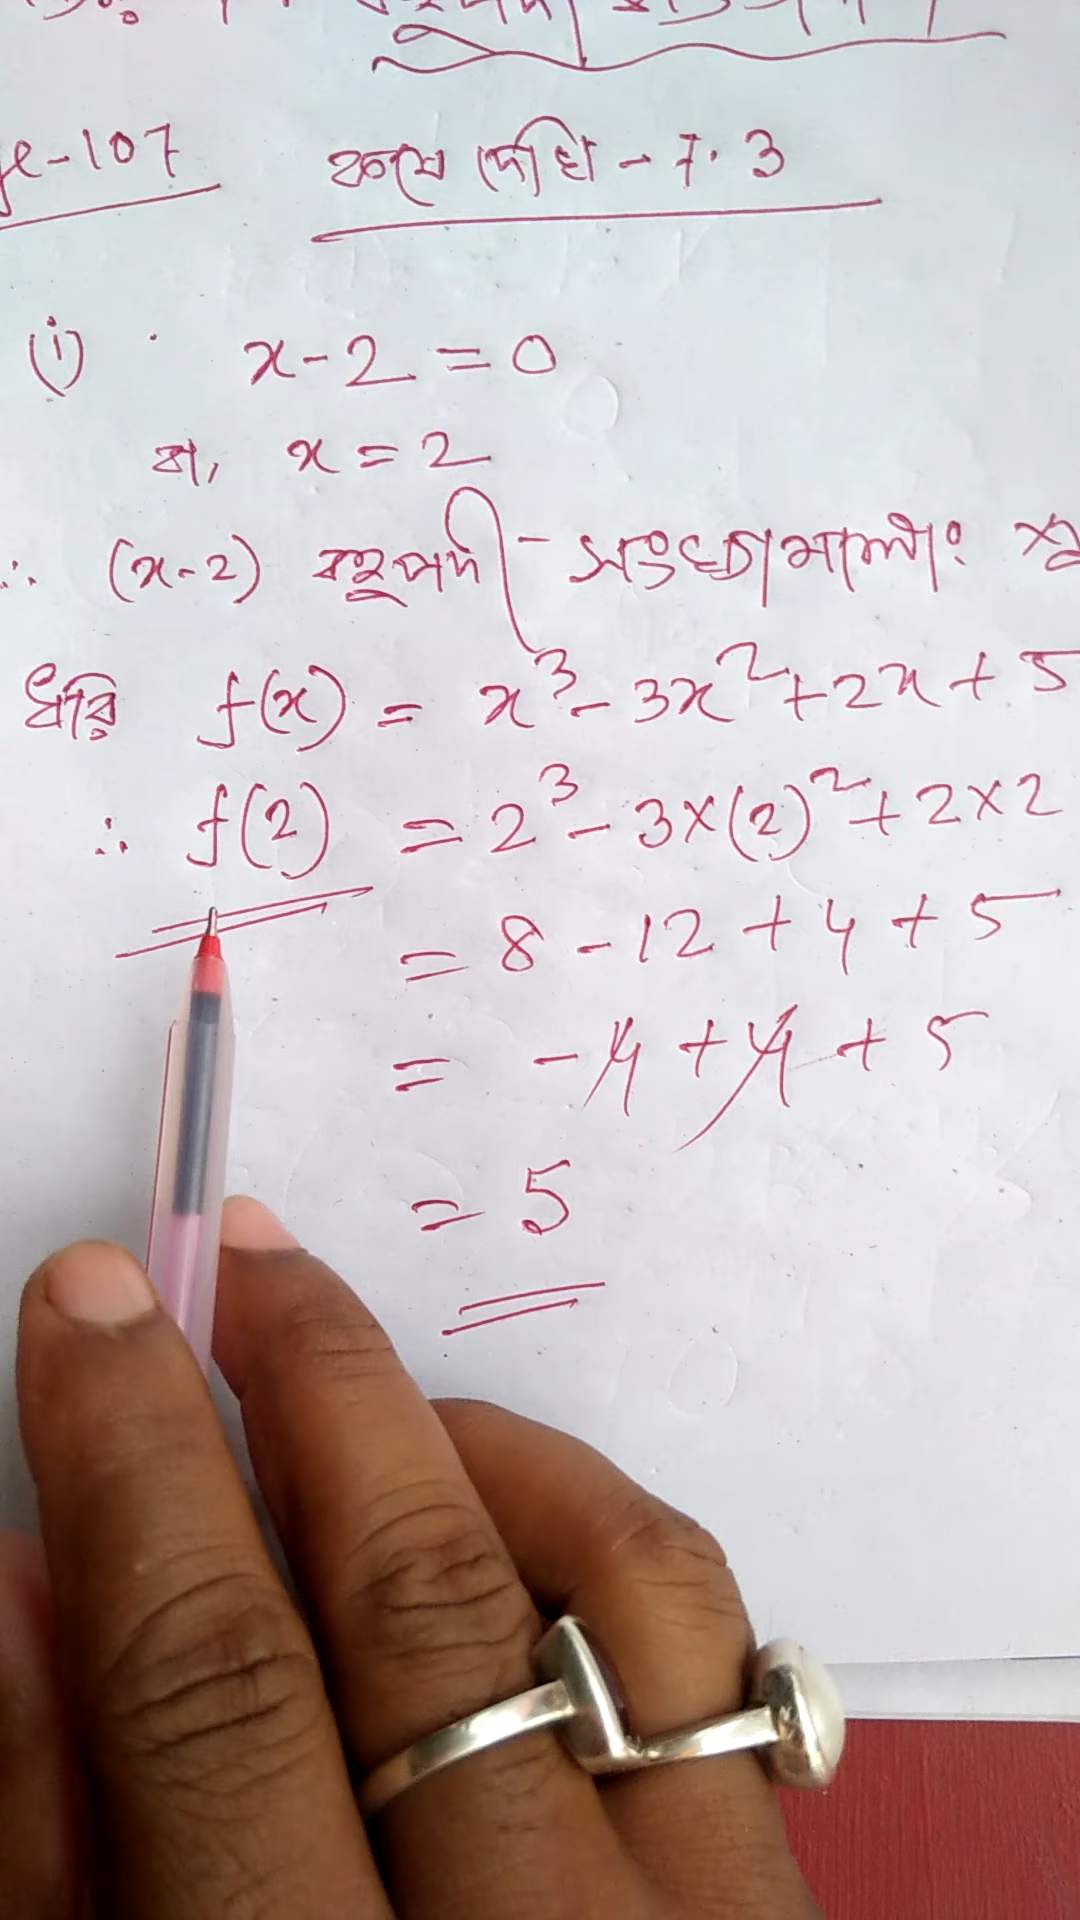 কষে দেখি - 7.3
ge-107
(i) x-2 = 0
বা, x = 2
∴ (x-2) বহুপদী সংখ্যামালার শূ
ধরি f(x) = x³ - 3x² + 2x + 5
∴ f(2) = 2³ - 3×(2)² + 2×2
= 8 - 12 + 4 + 5
= -4 + 4 + 5
= 5